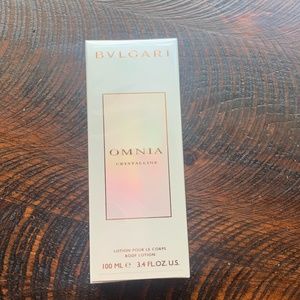 BVLGARI
OMNIA
CRYSTALLINE
LOTION POUR LE CORPS
BODY LOTION
100 ML ℮ 3.4 FL.OZ. U.S.